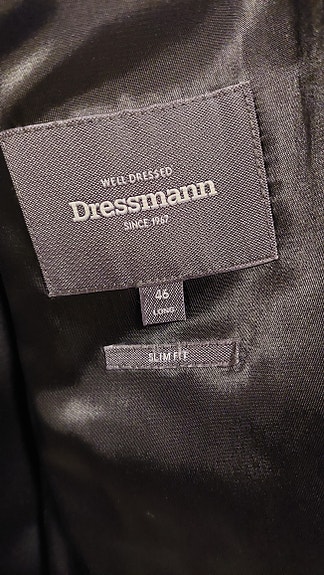 WELL DRESSED
Dressmann
SINCE 1967
46
LONG
SLIM FIT